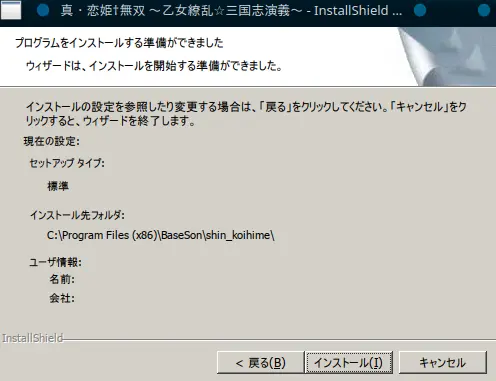 真・恋姫†無双 ～乙女繚乱☆三国志演義～ - InstallShield ...
プログラムをインストールする準備ができました
ウィザードは、インストールを開始する準備ができました。
インストールの設定を参照したり変更する場合は、「戻る」をクリックしてください。「キャンセル」をク
リックすると、ウィザードを終了します。
現在の設定:
セットアップ タイプ:
標準
インストール先フォルダ:
C:\Program Files (x86)\BaseSon\shin_koihime\
ユーザ情報:
名前:
会社:
InstallShield
< 戻る(B) インストール(I) キャンセル